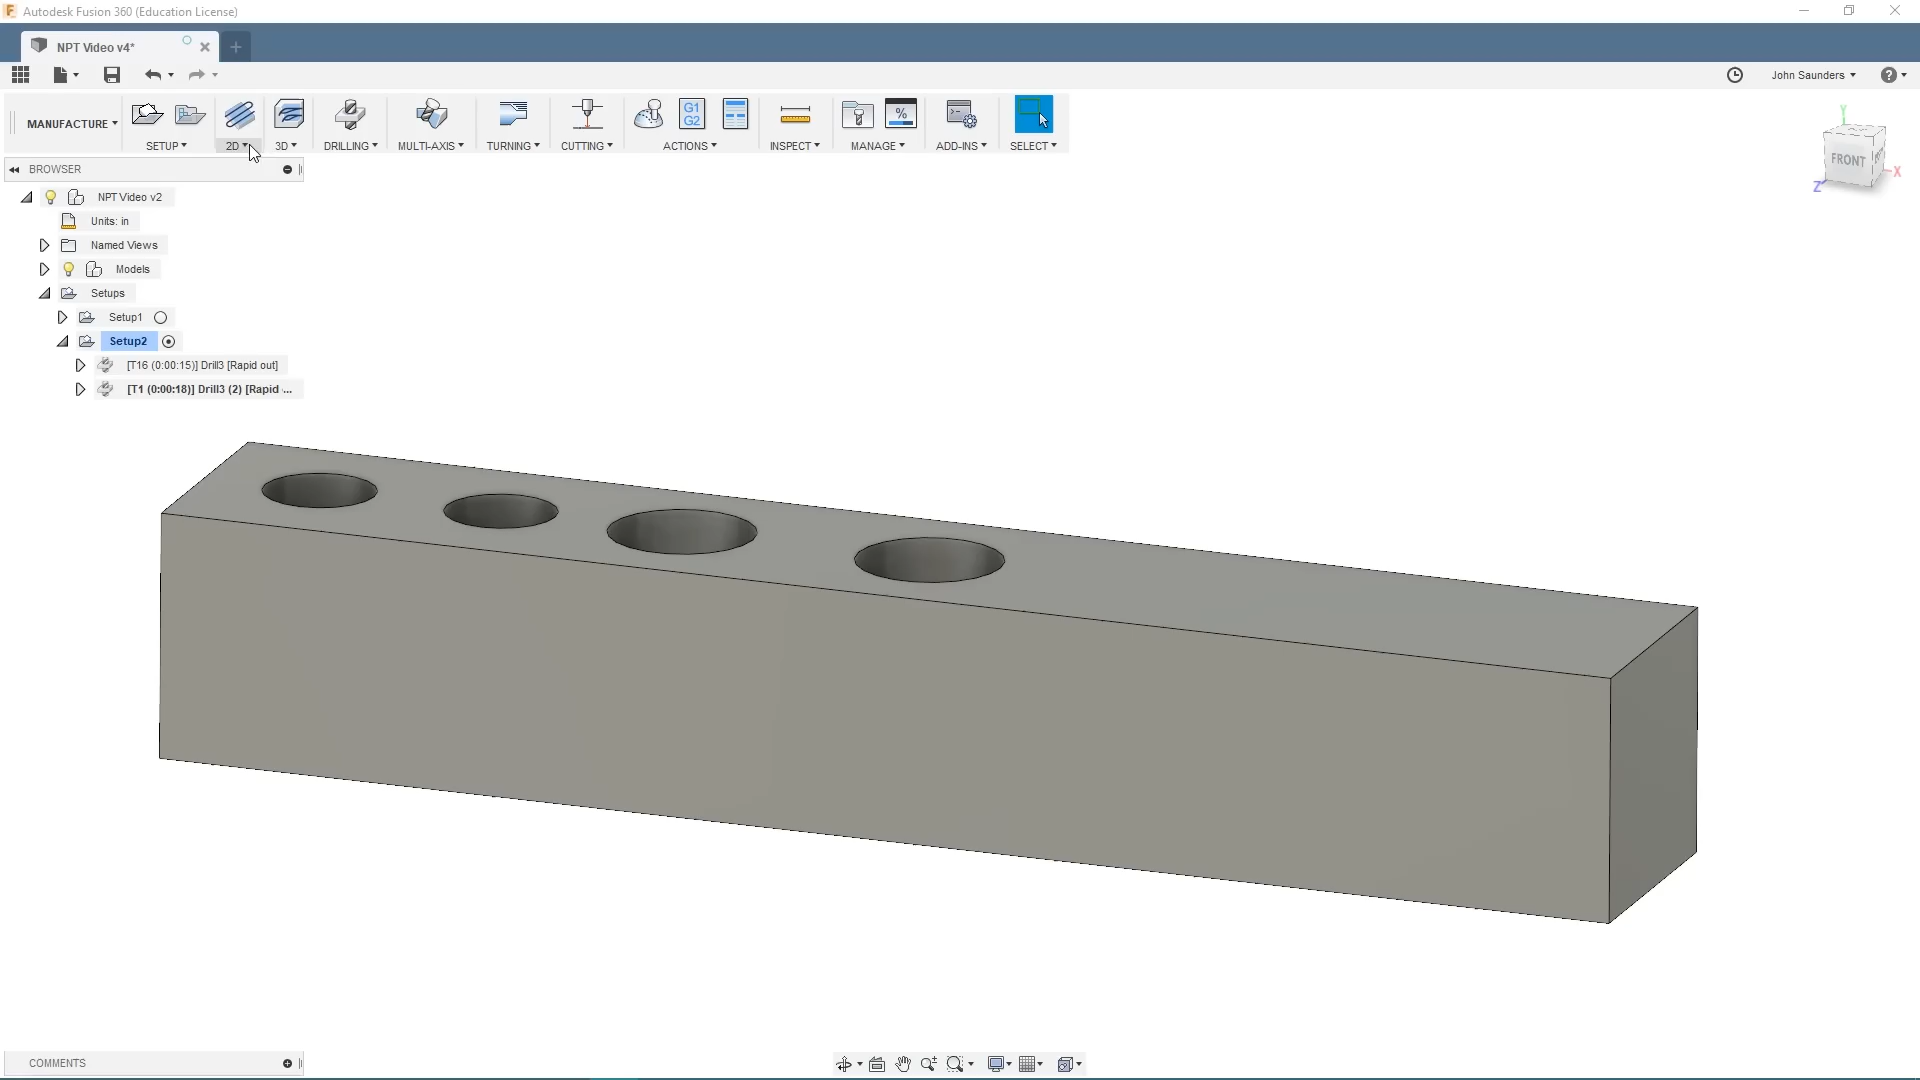 Autodesk Fusion 360 (Education License)
NPT Video v4*
John Saunders
MANUFACTURE
G1
G2
%
SETUP
2D
3D
DRILLING
MULTI-AXIS
TURNING
CUTTING
ACTIONS
INSPECT
MANAGE
ADD-INS
SELECT
BROWSER
NPT Video v2
Units: in
Named Views
Models
Setups
Setup1
Setup2
[T16 (0:00:15)] Drill3 [Rapid out]
[T1 (0:00:18)] Drill3 (2) [Rapid ...
Y
FRONT
X
Z
COMMENTS